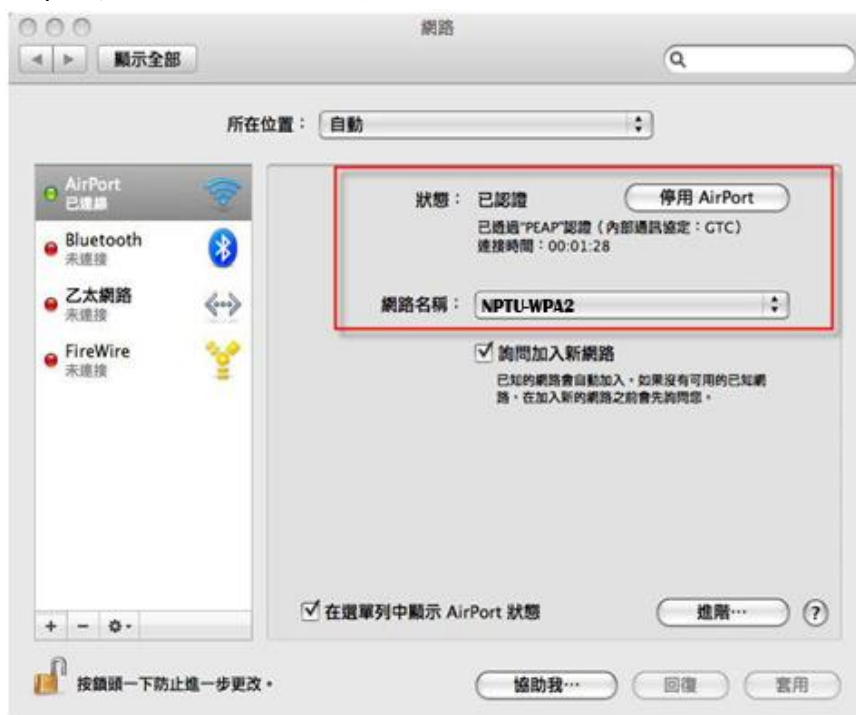 網路
顯示全部
所在位置： 自動
AirPort
已連線
Bluetooth
未連接
乙太網路
未連接
FireWire
未連接
狀態： 已認證 停用 AirPort
已透過"PEAP"認證（內部通訊協定：GTC）
連接時間：00:01:28
網路名稱： NPTU-WPA2
詢問加入新網路
已知的網路會自動加入，如果沒有可用的已知網
路，在加入新的網路之前會先詢問您。
在選單列中顯示 AirPort 狀態 進階… ?
+ −
按鎖頭一下防止進一步更改。
協助我… 回復 套用